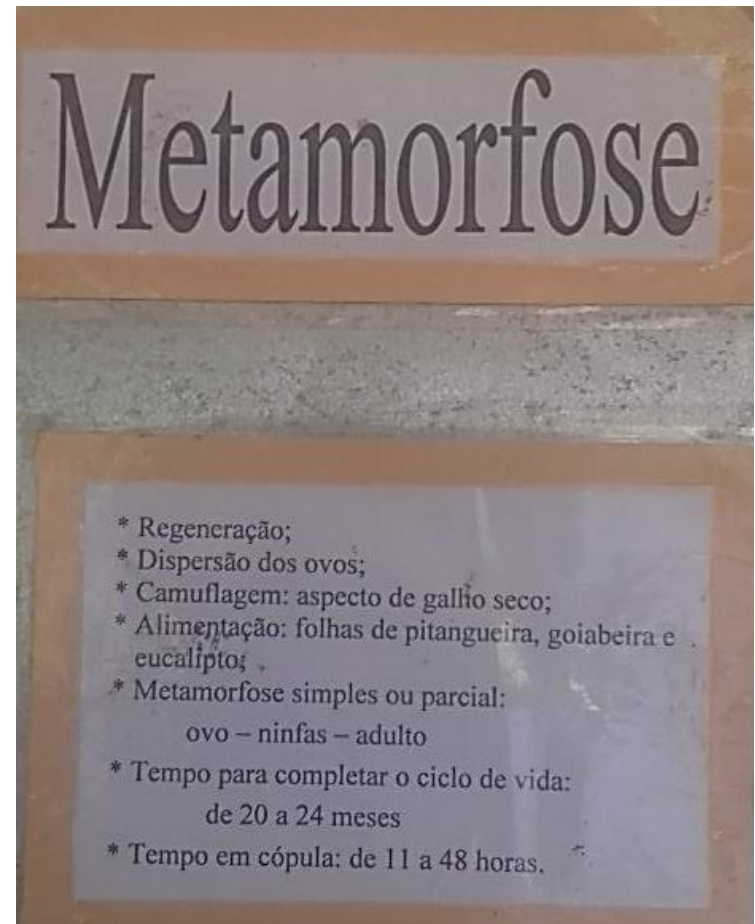 Metamorfose
* Regeneração;
* Dispersão dos ovos;
* Camuflagem: aspecto de galho seco;
* Alimentação: folhas de pitangueira, goiabeira e
eucalipto;
* Metamorfose simples ou parcial:
ovo – ninfas – adulto
* Tempo para completar o ciclo de vida:
de 20 a 24 meses
* Tempo em cópula: de 11 a 48 horas.